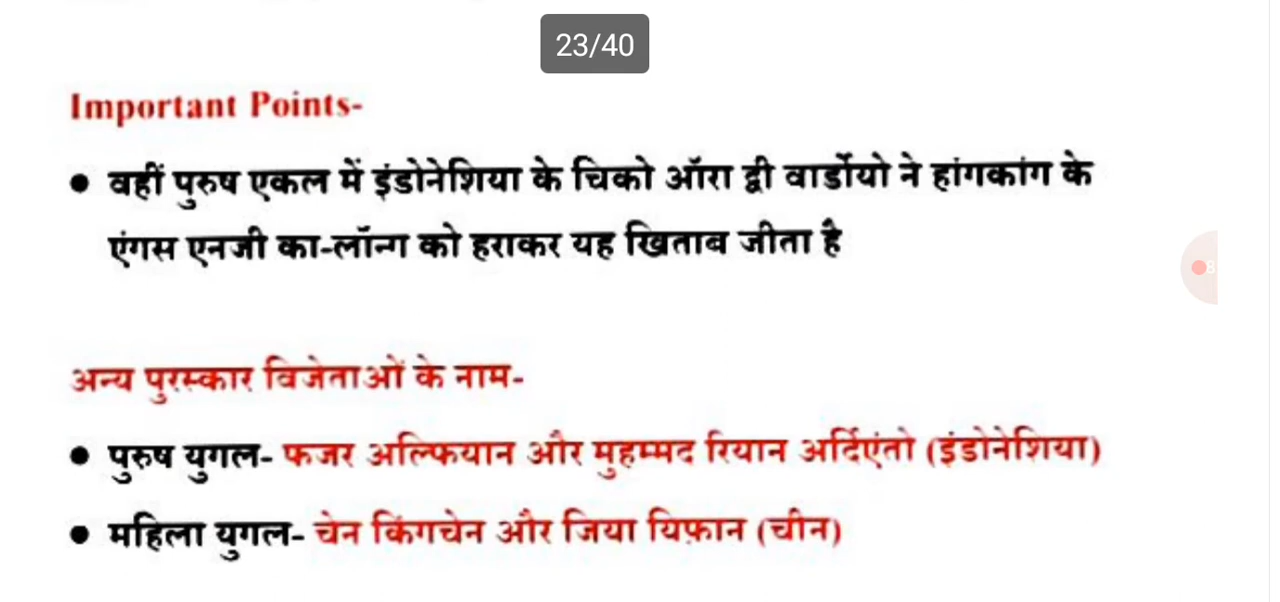 23/40
Important Points-
● वहीं पुरुष एकल में इंडोनेशिया के चिको ऑरा द्वी वार्डोयो ने हांगकांग के
एंगस एनजी का-लॉन्ग को हराकर यह खिताब जीता है
अन्य पुरस्कार विजेताओं के नाम-
● पुरुष युगल- फजर अल्फियान और मुहम्मद रियान अर्दिएंतो (इंडोनेशिया)
● महिला युगल- चेन किंगचेन और जिया यिफ़ान (चीन)